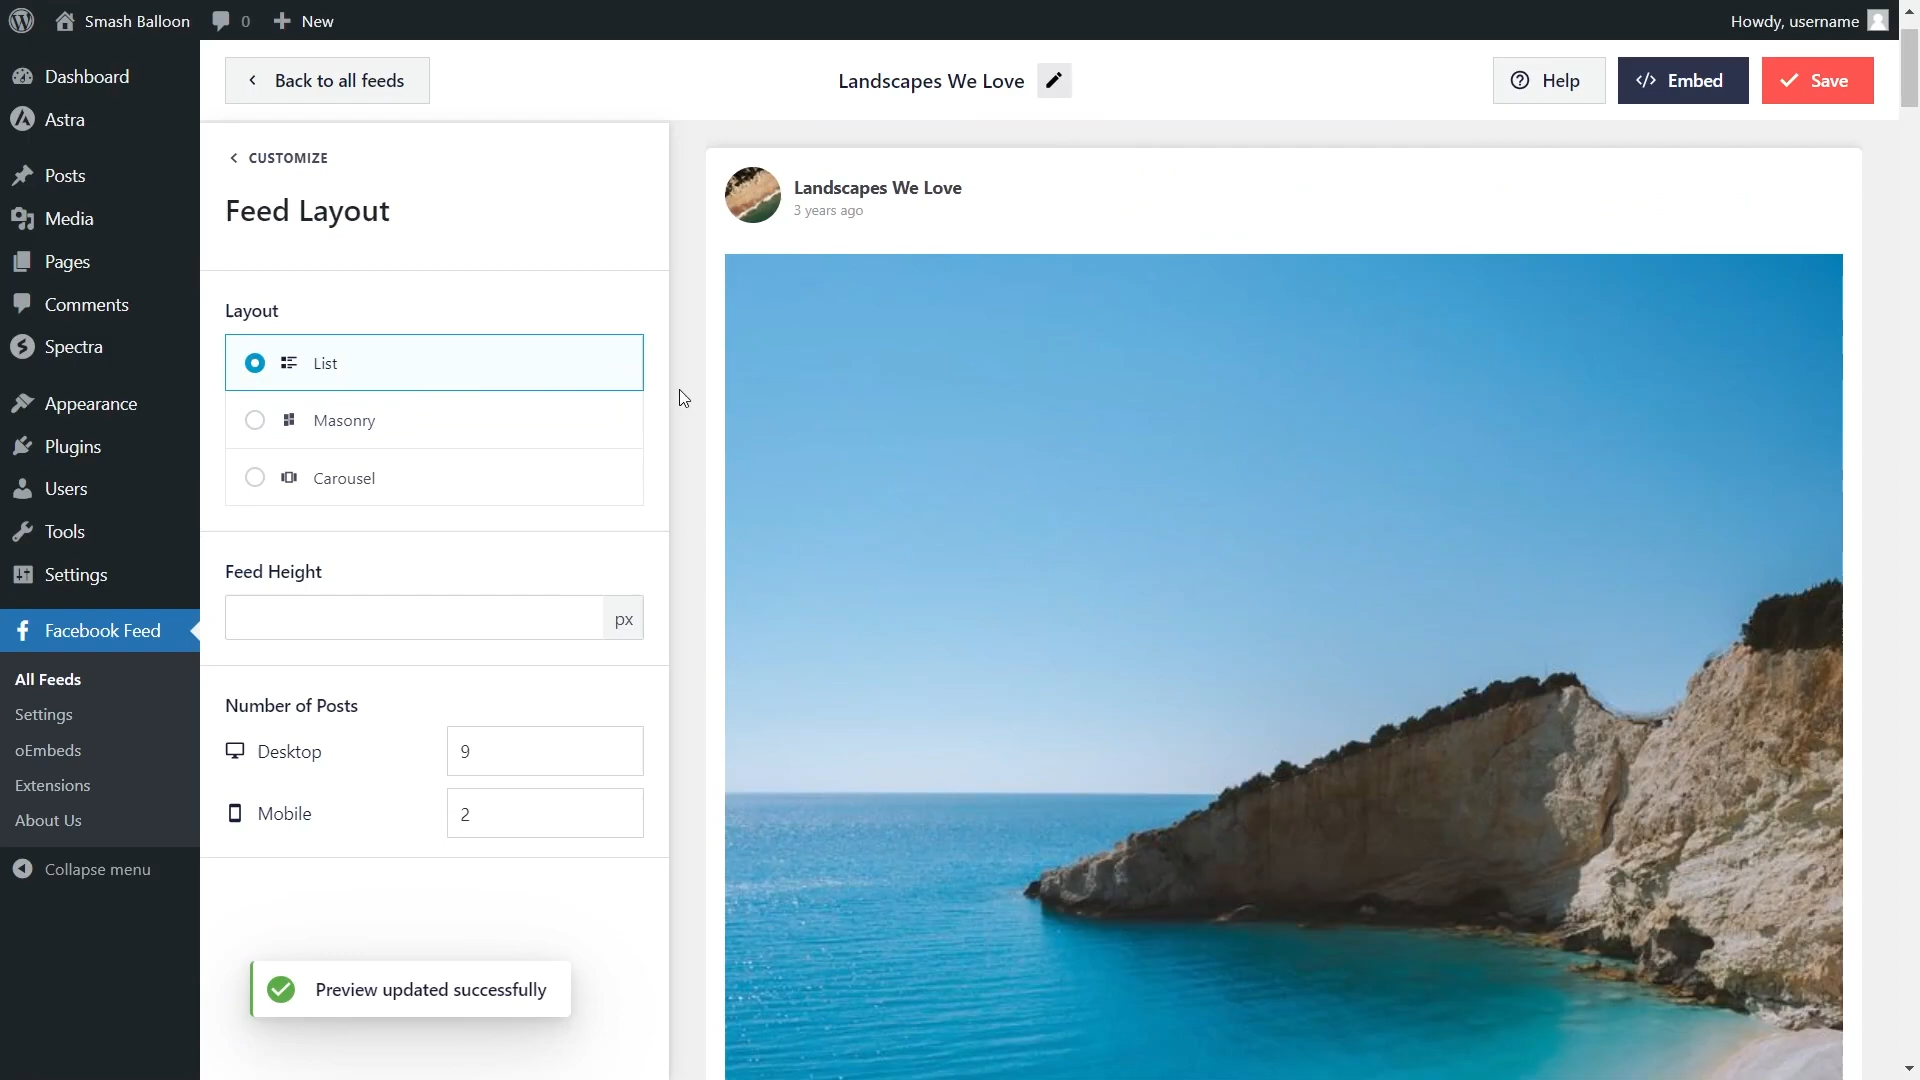 Smash Balloon
0
New
Howdy, username
Dashboard
Astra
Posts
Media
Pages
Comments
Spectra
Appearance
Plugins
Users
Tools
Settings
Facebook Feed
All Feeds
Settings
oEmbeds
Extensions
About Us
Collapse menu
Back to all feeds
Landscapes We Love
Help
Embed
Save
CUSTOMIZE
Feed Layout
Layout
List
Masonry
Carousel
Feed Height
px
Number of Posts
Desktop
9
Mobile
2
Preview updated successfully
Landscapes We Love
3 years ago